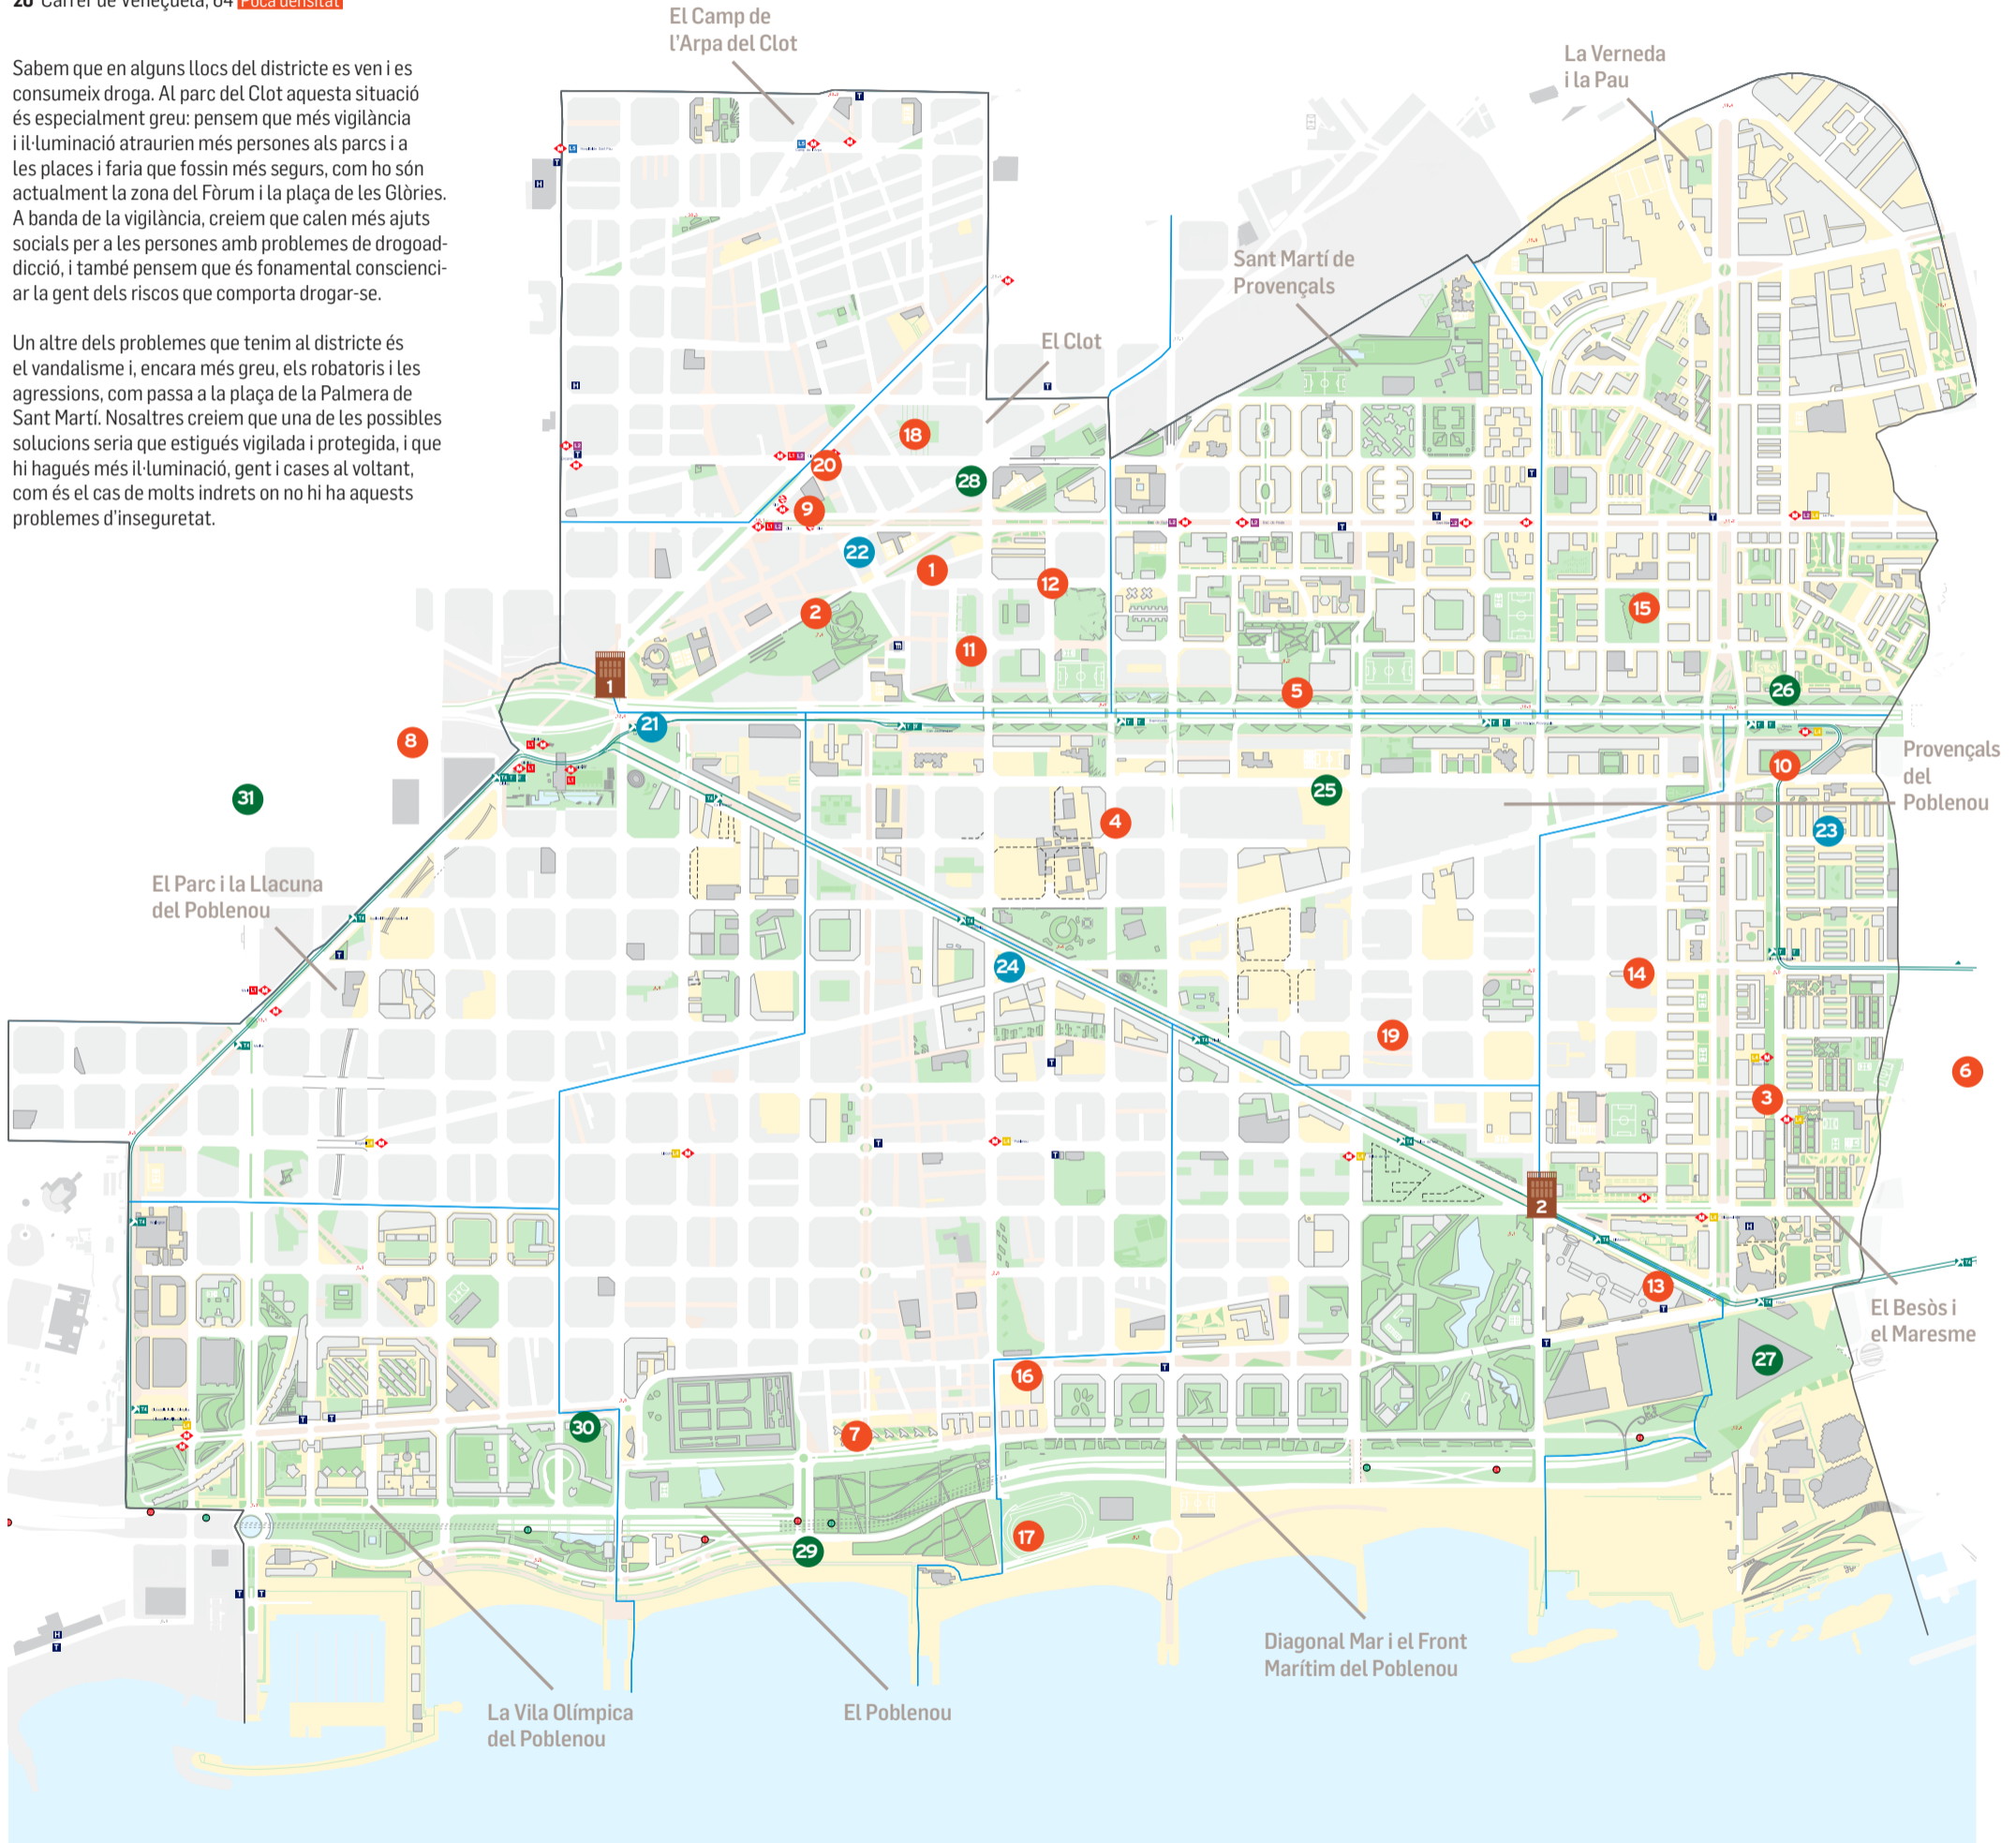 Sabem que en alguns llocs del districte es ven i es
consumeix droga. Al parc del Clot aquesta situació
és especialment greu: pensem que més vigilància
i il·luminació atraurien més persones als parcs i a
les places i faria que fossin més segurs, com ho són
actualment la zona del Fòrum i la plaça de les Glòries.
A banda de la vigilància, creiem que calen més ajuts
socials per a les persones amb problemes de drogoad-
dicció, i també pensem que és fonamental conscienci-
ar la gent dels riscos que comporta drogar-se.
Un altre dels problemes que tenim al districte és
el vandalisme i, encara més greu, els robatoris i les
agressions, com passa a la plaça de la Palmera de
Sant Martí. Nosaltres creiem que una de les possibles
solucions seria que estigués vigilada i protegida, i que
hi hagués més il·luminació, gent i cases al voltant,
com és el cas de molts indrets on no hi ha aquests
problemes d'inseguretat.
El Camp de
l'Arpa del Clot
La Verneda
i la Pau
Sant Martí de
Provençals
El Clot
18
20
28
9
22
1
12
2
15
11
1
5
26
21
8
Provençals
del
Poblenou
10
31
25
4
23
El Parc i la Llacuna
del Poblenou
24
14
19
6
3
2
13
El Besòs i
el Maresme
27
16
30
7
17
29
Diagonal Mar i el Front
Marítim del Poblenou
La Vila Olímpica
del Poblenou
El Poblenou